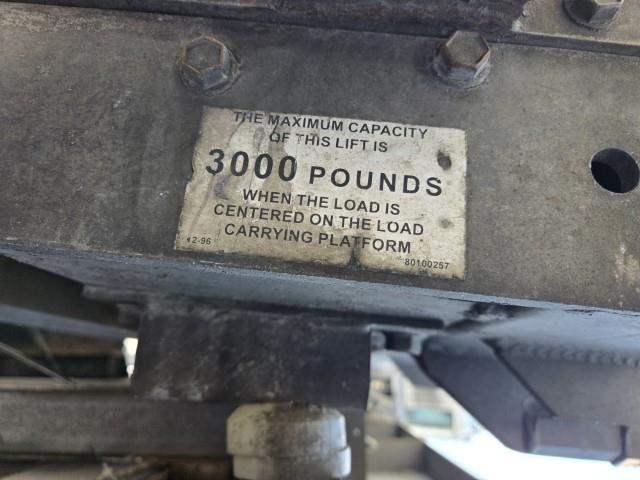 THE MAXIMUM CAPACITY
OF THIS LIFT IS
3000 POUNDS
WHEN THE LOAD IS
CENTERED ON THE LOAD
CARRYING PLATFORM
12-96 80100257